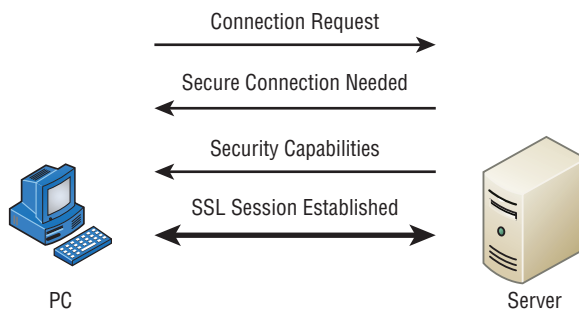 Connection Request
Secure Connection Needed
Security Capabilities
SSL Session Established
PC
Server